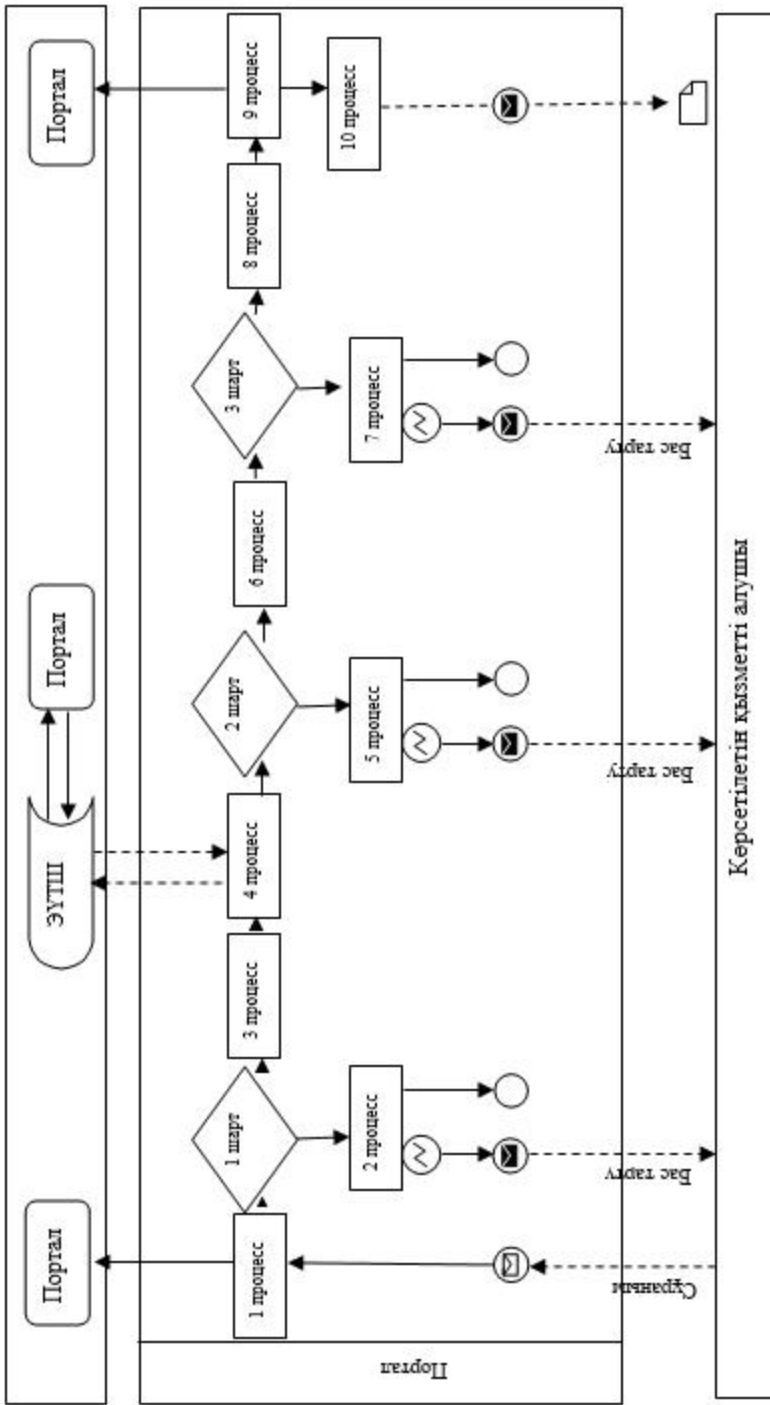 Портал
ЭҮТШ
Портал
Портал
Портал
1 процесс
1 шарт
2 процесс
3 процесс
4 процесс
2 шарт
5 процесс
6 процесс
3 шарт
7 процесс
8 процесс
9 процесс
10 процесс
Сұраныы
Бас тарту
Бас тарту
Бас тарту
Көрсетілетін қызметті алушы